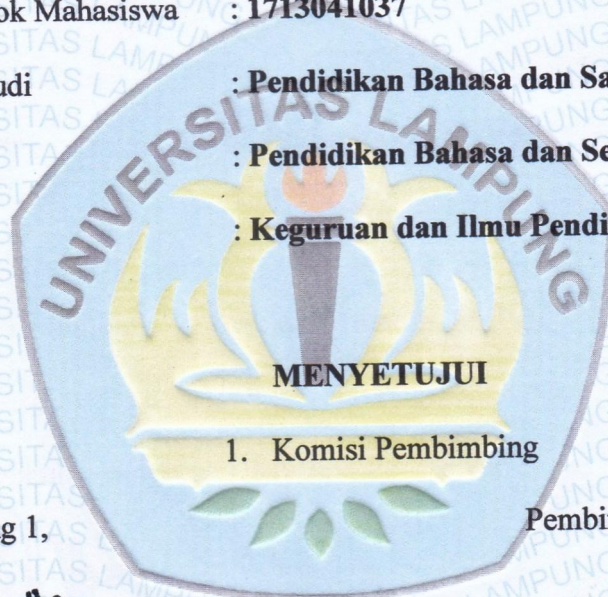 ok Mahasiswa : 1713041037
udi : Pendidikan Bahasa dan Sa
: Pendidikan Bahasa dan Se
: Keguruan dan Ilmu Pendi
UNIVERSITAS LAMPUNG
MENYETUJUI
1. Komisi Pembimbing
g 1, Pembi